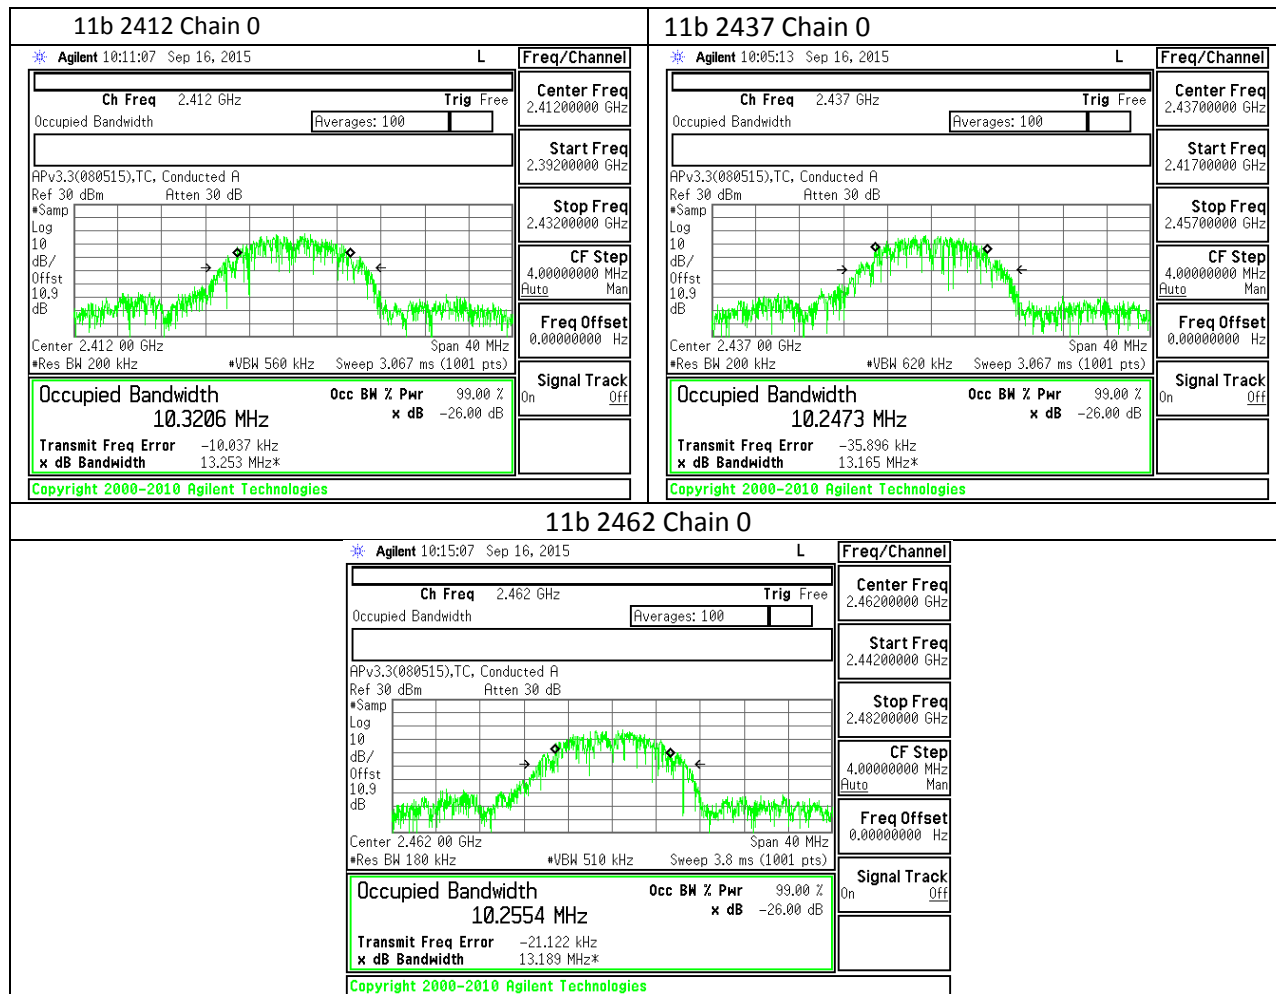 11b 2412 Chain 0
Agilent 10:11:07 Sep 16, 2015 L
Freq/Channel
Ch Freq 2.412 GHz Trig Free
Occupied Bandwidth Averages: 100
APv3.3(080515),TC, Conducted A
Ref 30 dBm Atten 30 dB
#Samp
Log
10
dB/
Offst
10.9
dB
Center 2.412 00 GHz Span 40 MHz
#Res BW 200 kHz #VBW 560 kHz Sweep 3.067 ms (1001 pts)
Occupied Bandwidth Occ BW % Pwr 99.00 %
10.3206 MHz x dB -26.00 dB
Transmit Freq Error -10.037 kHz
x dB Bandwidth 13.253 MHz*
Copyright 2000-2010 Agilent Technologies
Center Freq
2.41200000 GHz
Start Freq
2.39200000 GHz
Stop Freq
2.43200000 GHz
CF Step
4.00000000 MHz
Auto Man
Freq Offset
0.00000000 Hz
Signal Track
On Off
11b 2437 Chain 0
Agilent 10:05:13 Sep 16, 2015 L
Freq/Channel
Ch Freq 2.437 GHz Trig Free
Occupied Bandwidth Averages: 100
APv3.3(080515),TC, Conducted A
Ref 30 dBm Atten 30 dB
#Samp
Log
10
dB/
Offst
10.9
dB
Center 2.437 00 GHz Span 40 MHz
#Res BW 200 kHz #VBW 620 kHz Sweep 3.067 ms (1001 pts)
Occupied Bandwidth Occ BW % Pwr 99.00 %
10.2473 MHz x dB -26.00 dB
Transmit Freq Error -35.896 kHz
x dB Bandwidth 13.165 MHz*
Copyright 2000-2010 Agilent Technologies
Center Freq
2.43700000 GHz
Start Freq
2.41700000 GHz
Stop Freq
2.45700000 GHz
CF Step
4.00000000 MHz
Auto Man
Freq Offset
0.00000000 Hz
Signal Track
On Off
11b 2462 Chain 0
Agilent 10:15:07 Sep 16, 2015 L
Freq/Channel
Ch Freq 2.462 GHz Trig Free
Occupied Bandwidth Averages: 100
APv3.3(080515),TC, Conducted A
Ref 30 dBm Atten 30 dB
#Samp
Log
10
dB/
Offst
10.9
dB
Center 2.462 00 GHz Span 40 MHz
#Res BW 180 kHz #VBW 510 kHz Sweep 3.8 ms (1001 pts)
Occupied Bandwidth Occ BW % Pwr 99.00 %
10.2554 MHz x dB -26.00 dB
Transmit Freq Error -21.122 kHz
x dB Bandwidth 13.189 MHz*
Copyright 2000-2010 Agilent Technologies
Center Freq
2.46200000 GHz
Start Freq
2.44200000 GHz
Stop Freq
2.48200000 GHz
CF Step
4.00000000 MHz
Auto Man
Freq Offset
0.00000000 Hz
Signal Track
On Off